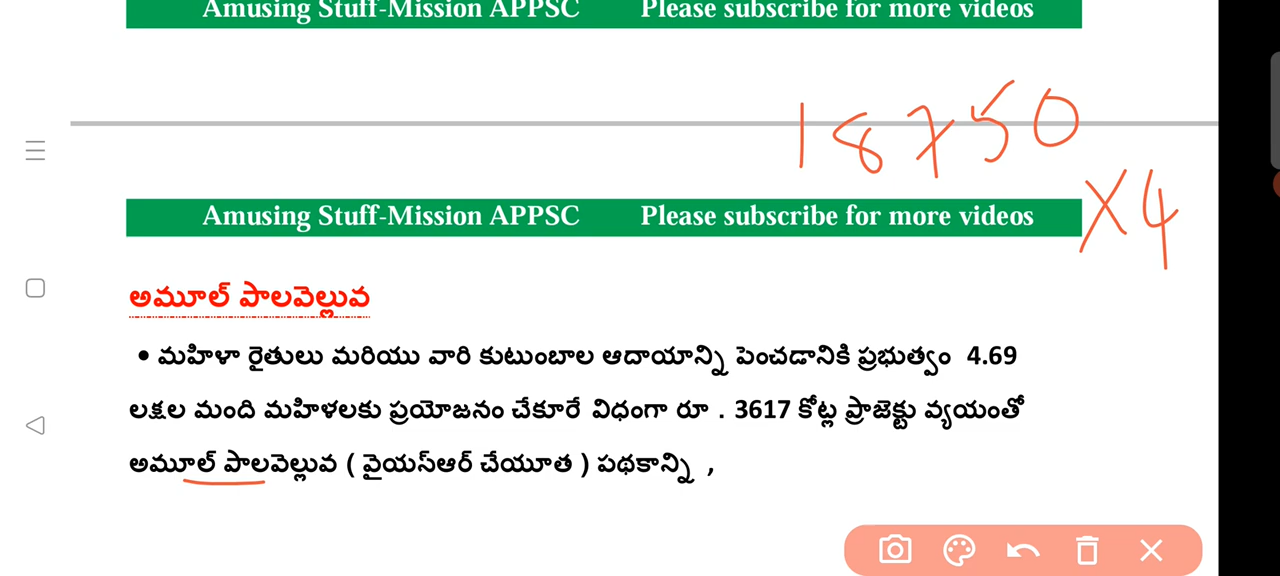 Amusing Stuff-Mission APPSC Please subscribe for more videos
18750
X4
Amusing Stuff-Mission APPSC Please subscribe for more videos
అమూల్ పాలవెల్లువ
• మహిళా రైతులు మరియు వారి కుటుంబాల ఆదాయాన్ని పెంచడానికి ప్రభుత్వం 4.69
లక్షల మంది మహిళలకు ప్రయోజనం చేకూరే విధంగా రూ . 3617 కోట్ల ప్రాజెక్టు వ్యయంతో
అమూల్ పాలవెల్లువ ( వైయస్ఆర్ చేయూత ) పథకాన్ని ,